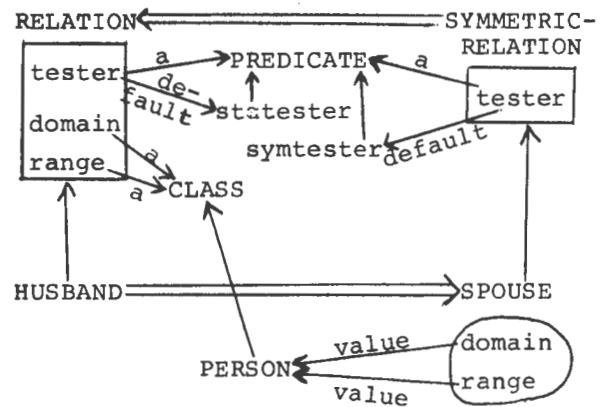 RELATION SYMMETRIC-
RELATION
tester a PREDICATE a
de-
fault statester tester
domain
symtester default
range a
a CLASS
HUSBAND SPOUSE
value domain
PERSON
value range